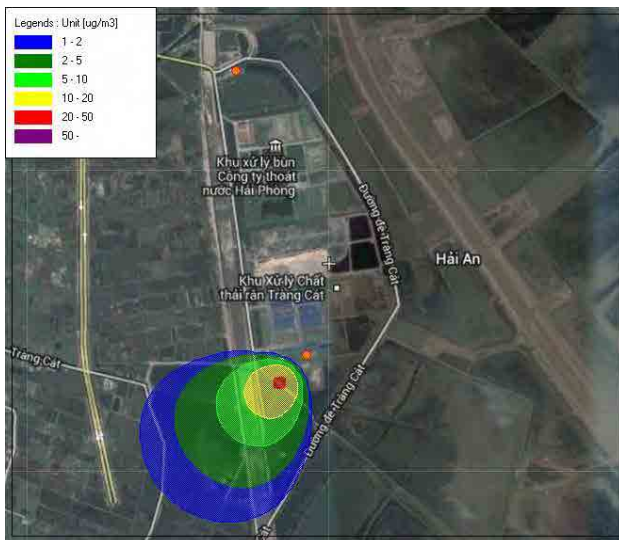 Legends : Unit [ug/m3]
1 - 2
2 - 5
5 - 10
10 - 20
20 - 50
50 -
Khu xử lý bùn
Công ty thoát
nước Hải Phòng
Đường đê Tràng Cát
Hải An
Khu Xử lý Chất
thải rắn Tràng Cát
Tràng Cát
Đường đê Tràng Cát
Cát